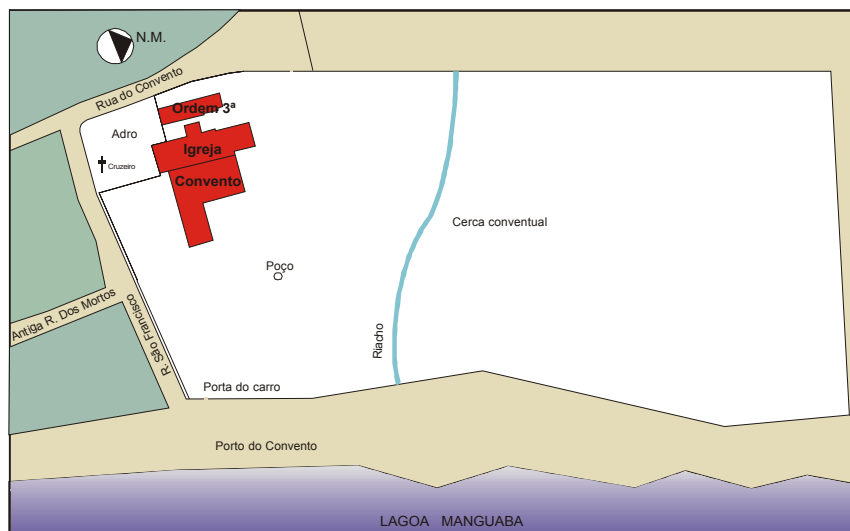 N.M.
Rua do Convento
Ordem 3ª
Adro
Igreja
Cruzeiro
Convento
Cerca conventual
Poço
Antiga R. Dos Mortos
R. São Francisco
Riacho
Porta do carro
Porto do Convento
LAGOA MANGUABA